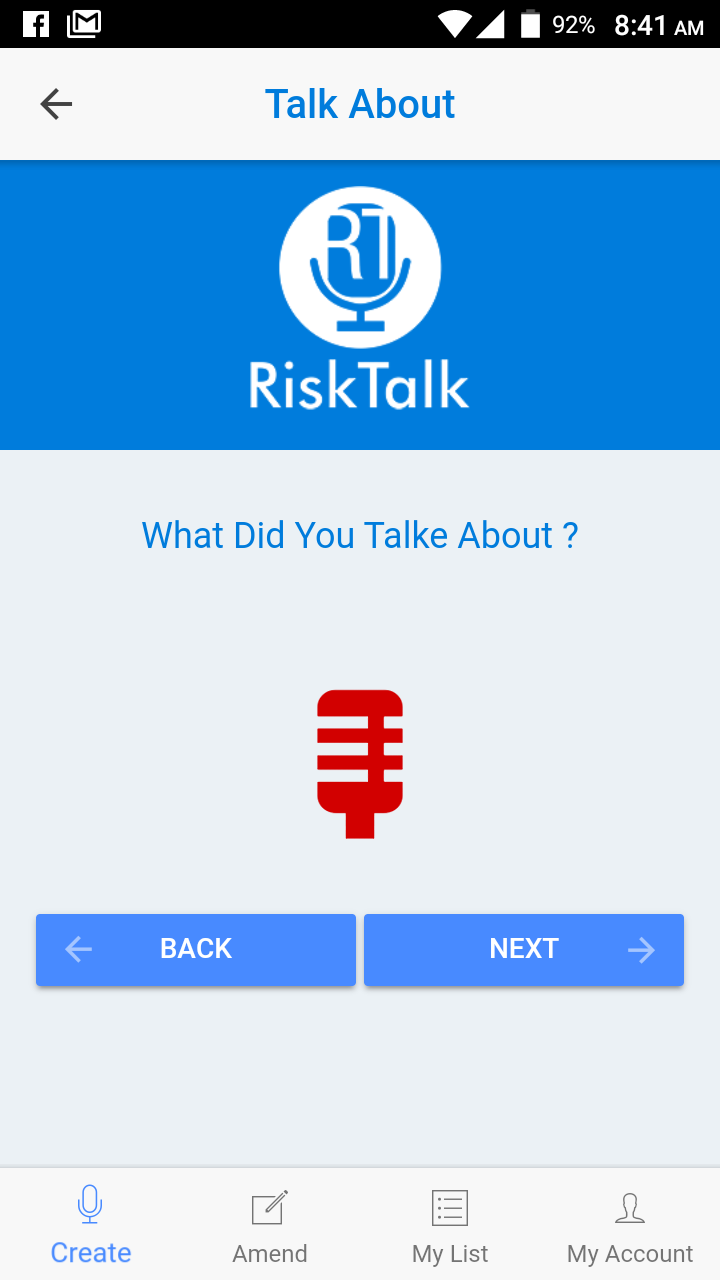 92% 8:41 AM
Talk About
RT
RiskTalk
What Did You Talke About ?
BACK NEXT
Create Amend My List My Account